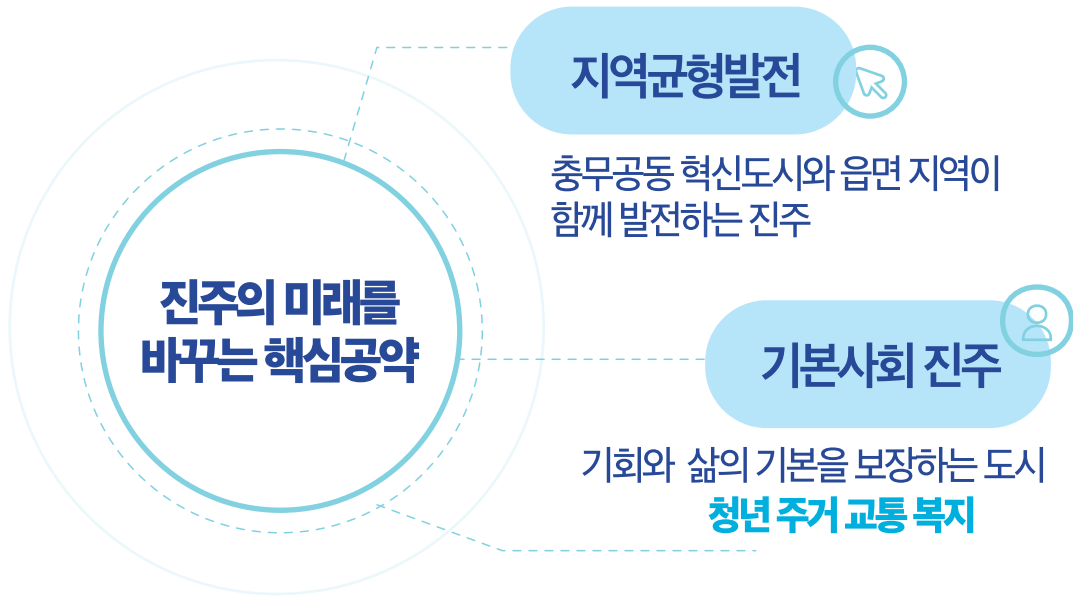 지역균형발전
충무공동 혁신도시와 읍면 지역이
함께 발전하는 진주
진주의 미래를
바꾸는 핵심공약
기본사회 진주
기회와 삶의 기본을 보장하는 도시
청년 주거 교통 복지